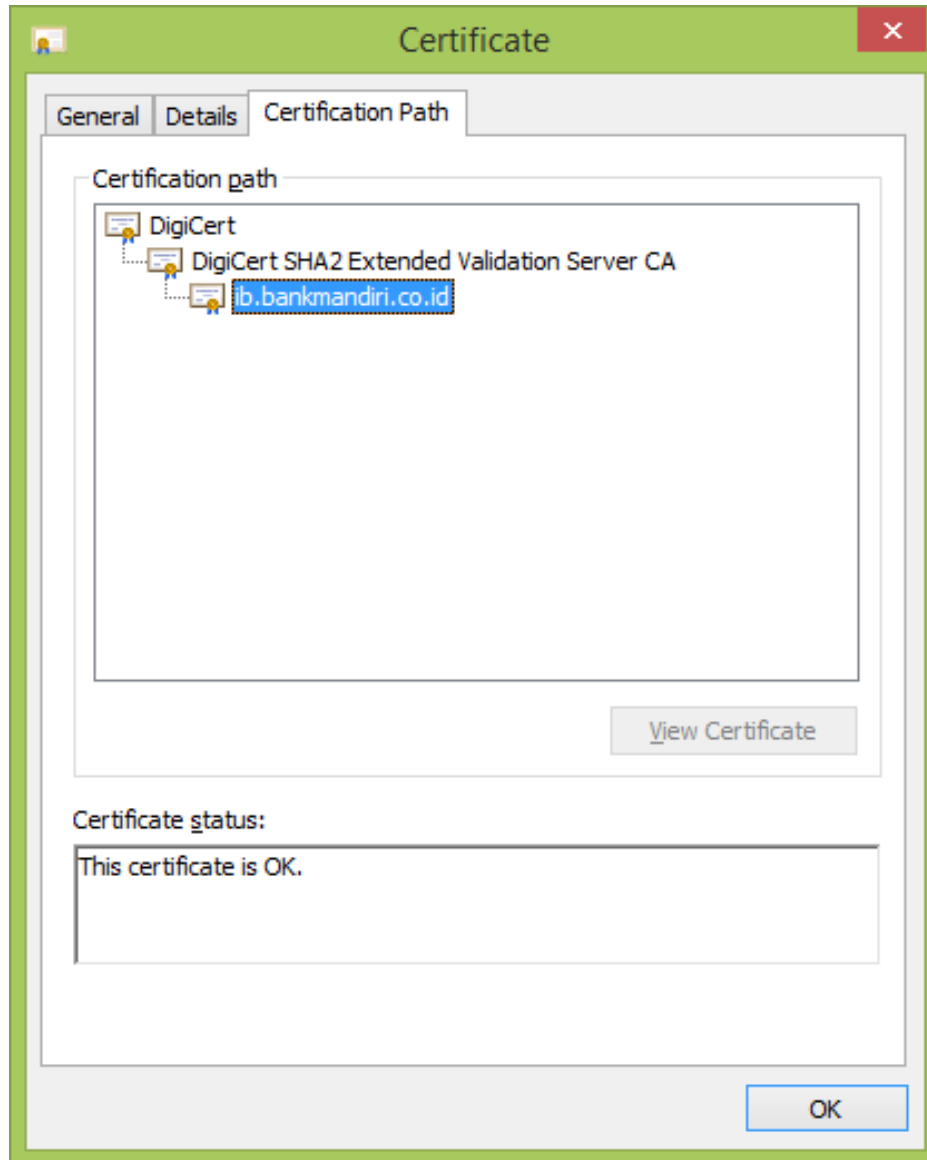 Certificate
General Details Certification Path
Certification path
DigiCert
DigiCert SHA2 Extended Validation Server CA
ib.bankmandiri.co.id
View Certificate
Certificate status:
This certificate is OK.
OK